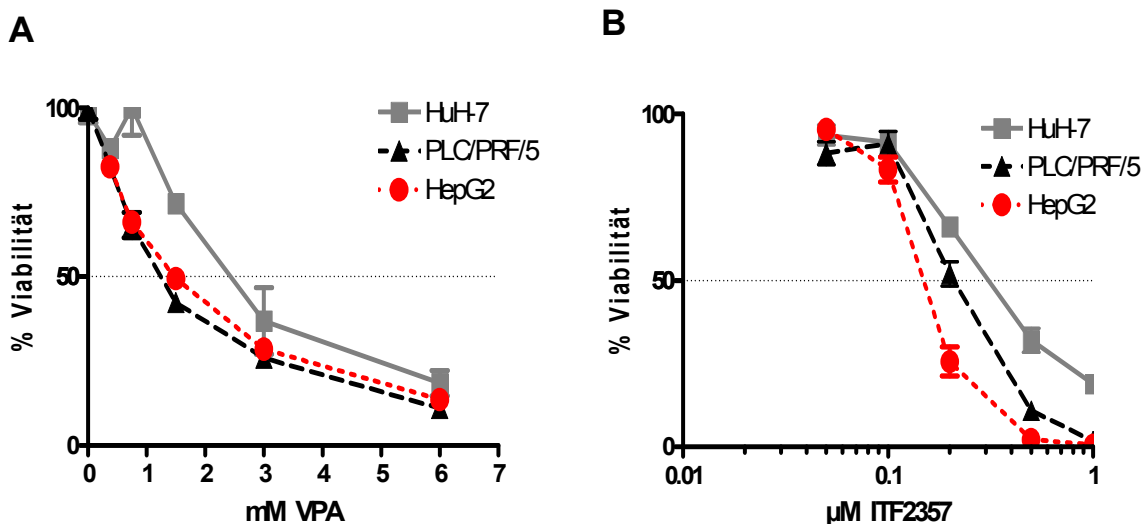 A
% Viabilität
100
50
0
0 1 2 3 4 5 6 7
mM VPA
HuH-7
PLC/PRF/5
HepG2
B
% Viabilität
100
50
0
0.01 0.1 1
µM ITF2357
HuH-7
PLC/PRF/5
HepG2